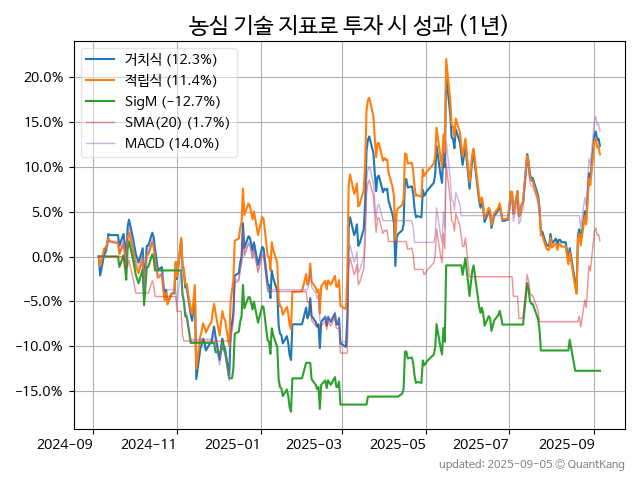 농심 기술 지표로 투자 시 성과 (1년)
거치식 (12.3%)
적립식 (11.4%)
SigM (-12.7%)
SMA(20) (1.7%)
MACD (14.0%)
20.0%
15.0%
10.0%
5.0%
0.0%
-5.0%
-10.0%
-15.0%
2024-09 2024-11 2025-01 2025-03 2025-05 2025-07 2025-09
updated: 2025-09-05 © QuantKang